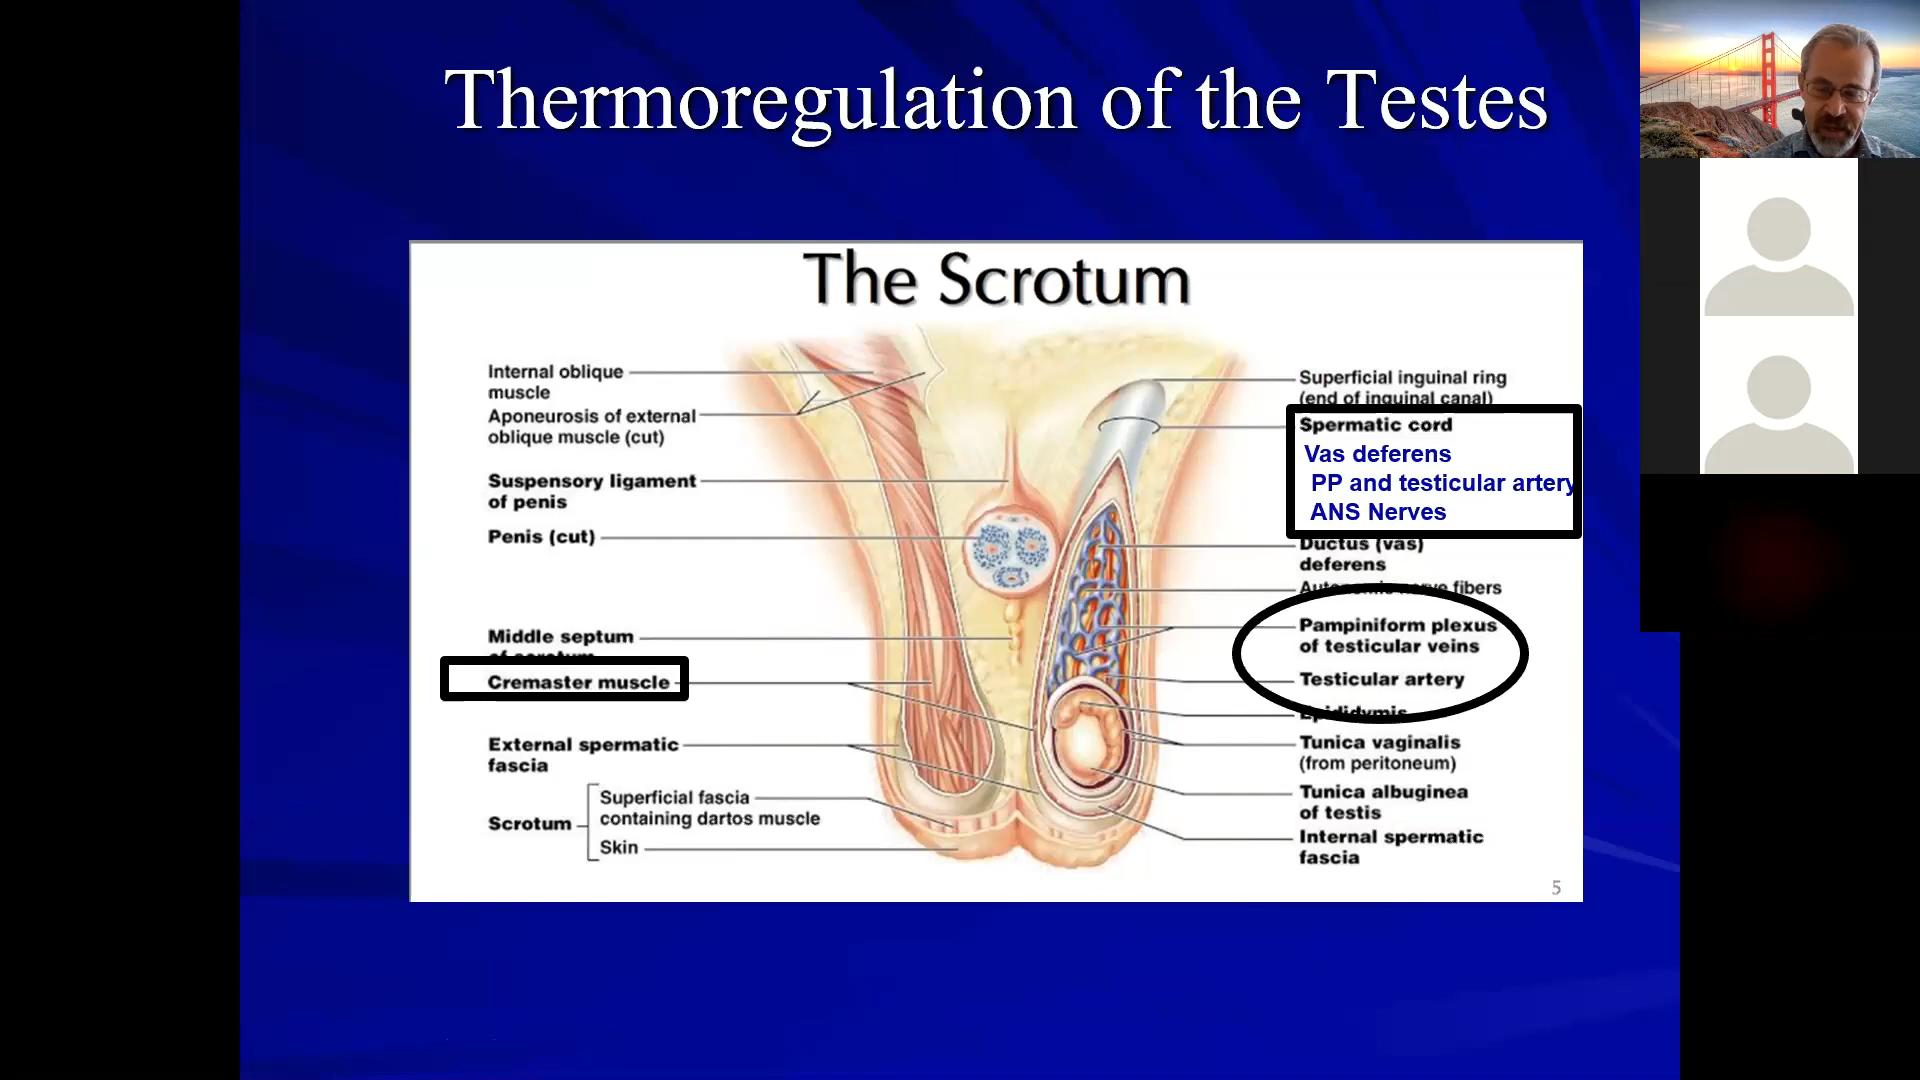 Thermoregulation of the Testes
The Scrotum
Internal oblique
muscle
Aponeurosis of external
oblique muscle (cut)
Suspensory ligament
of penis
Penis (cut)
Middle septum
of scrotum
Cremaster muscle
External spermatic
fascia
Scrotum
Superficial fascia
containing dartos muscle
Skin
Superficial inguinal ring
(end of inguinal canal)
Spermatic cord
Vas deferens
PP and testicular artery
ANS Nerves
Ductus (vas)
deferens
Autonomic nerve fibers
Pampiniform plexus
of testicular veins
Testicular artery
Epididymis
Tunica vaginalis
(from peritoneum)
Tunica albuginea
of testis
Internal spermatic
fascia
5